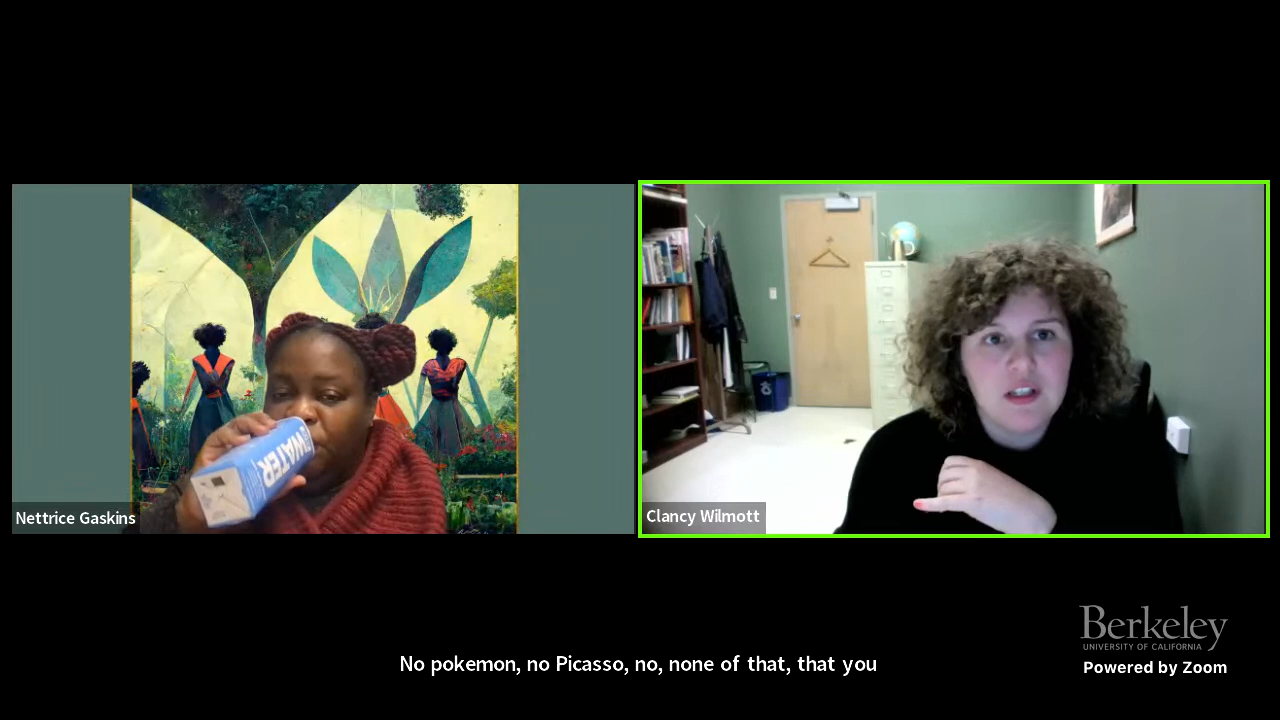 WATER
Nettrice Gaskins
Clancy Wilmott
No pokemon, no Picasso, no, none of that, that you
Berkeley
UNIVERSITY OF CALIFORNIA
Powered by Zoom